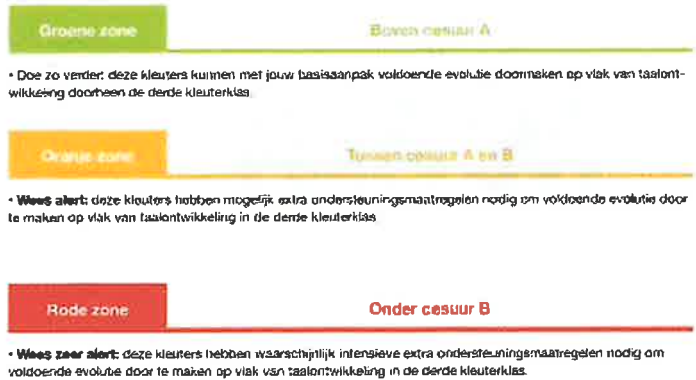 Groene zone
Boven cesuur A
• Doe zo verder: deze kleuters kunnen met jouw basisaanpak voldoende evolutie doormaken op vlak van taalont-
wikkeling doorheen de derde kleuterklas.
Oranje zone
Tussen cesuur A en B
• Wees alert: deze kleuters hebben mogelijk extra ondersteuningsmaatregelen nodig om voldoende evolutie door
te maken op vlak van taalontwikkeling in de derde kleuterklas
Rode zone
Onder cesuur B
• Wees zeer alert: deze kleuters hebben waarschijnlijk intensieve extra ondersteuningsmaatregelen nodig om
voldoende evolutie door te maken op vlak van taalontwikkeling in de derde kleuterklas.